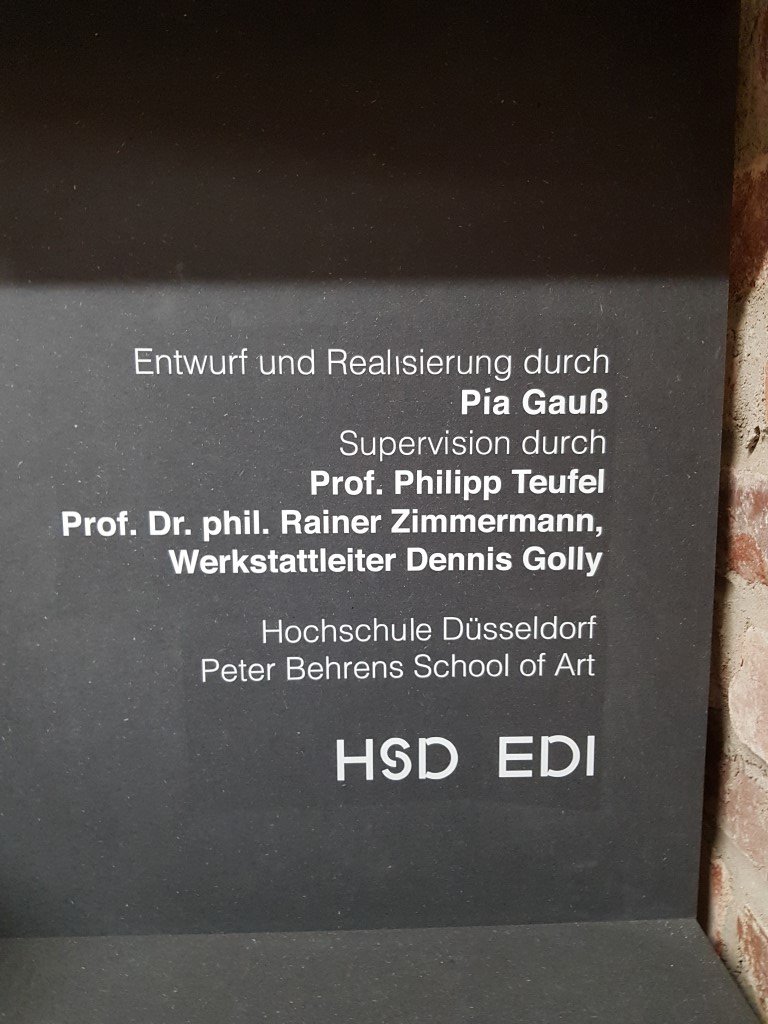 Entwurf und Realisierung durch
Pia Gauß
Supervision durch
Prof. Philipp Teufel
Prof. Dr. phil. Rainer Zimmermann,
Werkstattleiter Dennis Golly
Hochschule Düsseldorf
Peter Behrens School of Art
HSD EDI